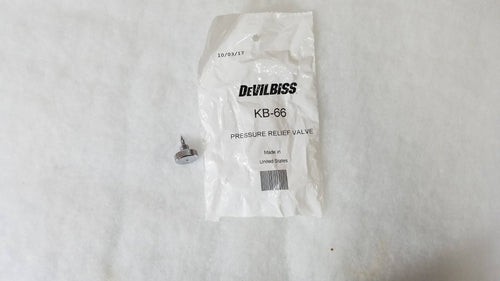 10/03/17
DEVILBISS
KB-66
PRESSURE RELIEF VALVE
Made in
United States